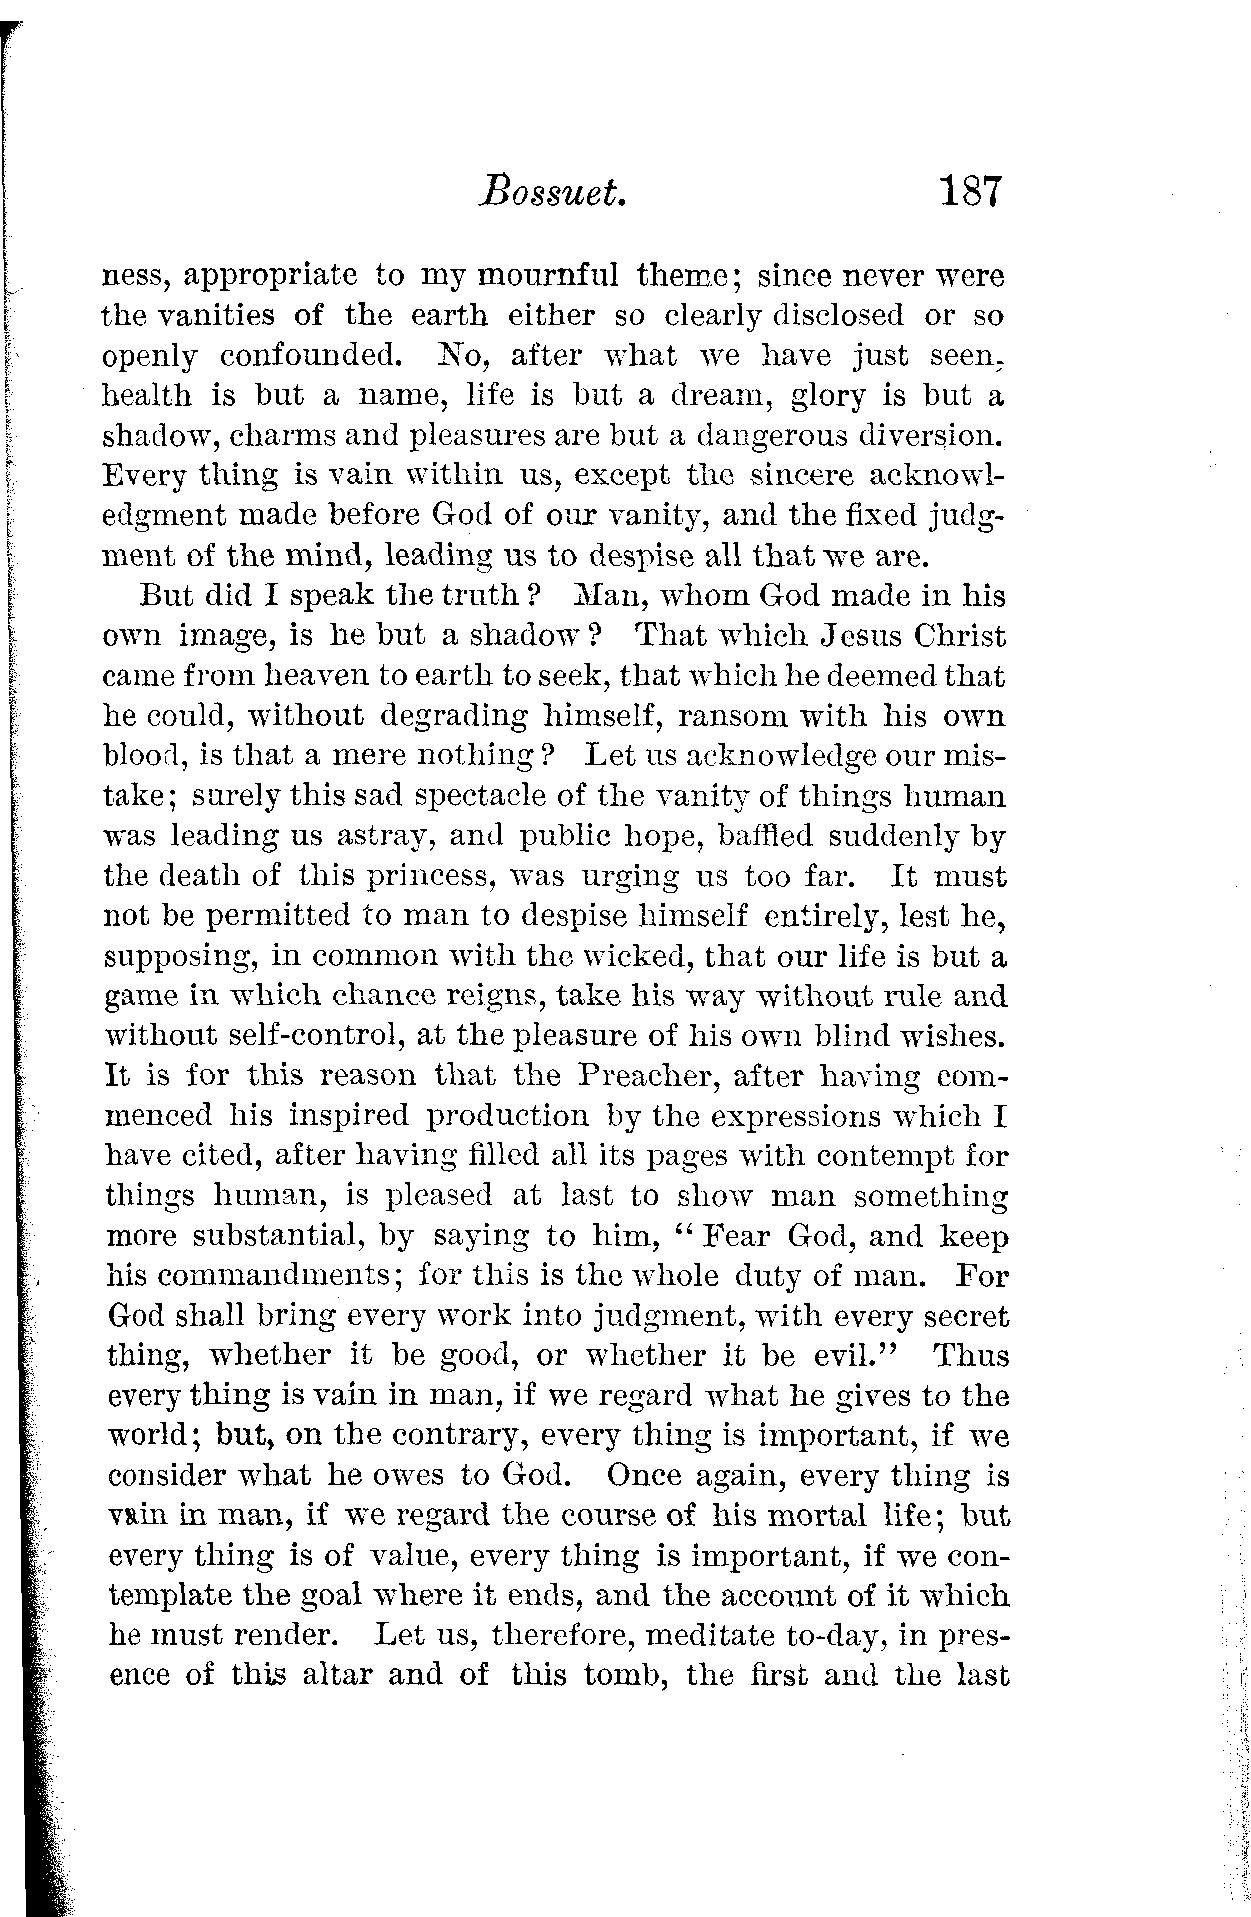 Bossuet. 187
ness, appropriate to my mournful theme; since never were
the vanities of the earth either so clearly disclosed or so
openly confounded. No, after what we have just seen,
health is but a name, life is but a dream, glory is but a
shadow, charms and pleasures are but a dangerous diversion.
Every thing is vain within us, except the sincere acknowl-
edgment made before God of our vanity, and the fixed judg-
ment of the mind, leading us to despise all that we are.
But did I speak the truth? Man, whom God made in his
own image, is he but a shadow? That which Jesus Christ
came from heaven to earth to seek, that which he deemed that
he could, without degrading himself, ransom with his own
blood, is that a mere nothing? Let us acknowledge our mis-
take; surely this sad spectacle of the vanity of things human
was leading us astray, and public hope, baffled suddenly by
the death of this princess, was urging us too far. It must
not be permitted to man to despise himself entirely, lest he,
supposing, in common with the wicked, that our life is but a
game in which chance reigns, take his way without rule and
without self-control, at the pleasure of his own blind wishes.
It is for this reason that the Preacher, after having com-
menced his inspired production by the expressions which I
have cited, after having filled all its pages with contempt for
things human, is pleased at last to show man something
more substantial, by saying to him, "Fear God, and keep
his commandments; for this is the whole duty of man. For
God shall bring every work into judgment, with every secret
thing, whether it be good, or whether it be evil." Thus
every thing is vain in man, if we regard what he gives to the
world; but, on the contrary, every thing is important, if we
consider what he owes to God. Once again, every thing is
vain in man, if we regard the course of his mortal life; but
every thing is of value, every thing is important, if we con-
template the goal where it ends, and the account of it which
he must render. Let us, therefore, meditate to-day, in pres-
ence of this altar and of this tomb, the first and the last